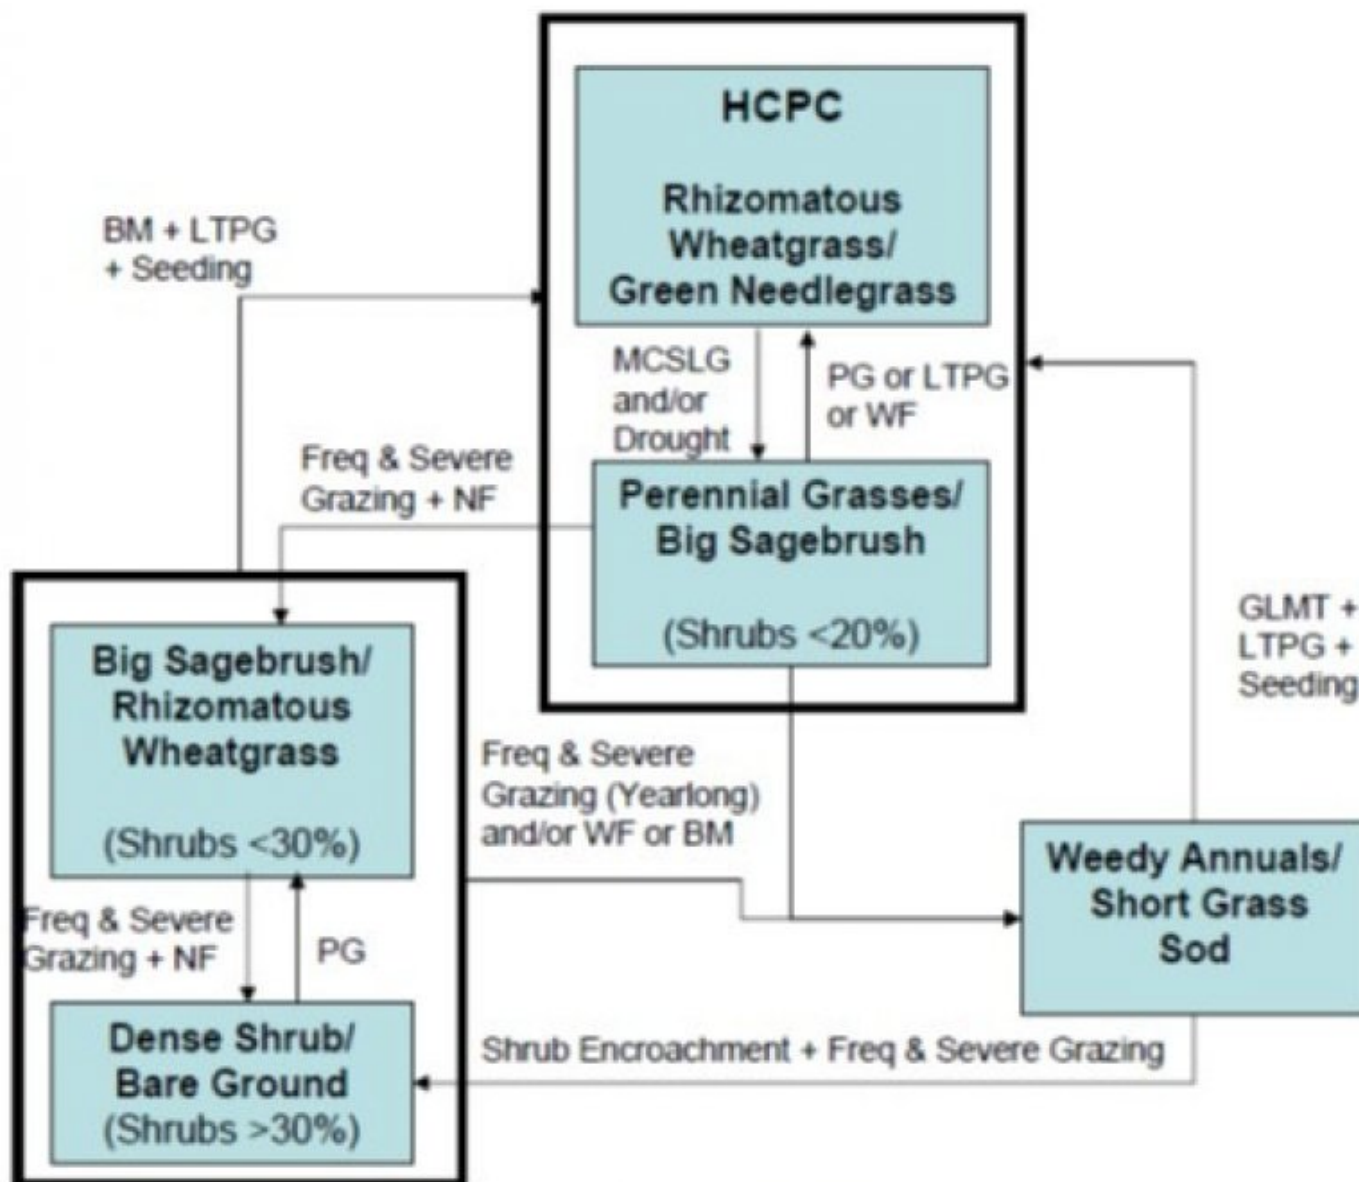 HCPC
Rhizomatous
Wheatgrass/
Green Needlegrass
BM + LTPG
+ Seeding
MCSLG
and/or
Drought
PG or LTPG
or WF
Freq & Severe
Grazing + NF
Perennial Grasses/
Big Sagebrush
(Shrubs <20%)
GLMT +
LTPG +
Seeding
Big Sagebrush/
Rhizomatous
Wheatgrass
(Shrubs <30%)
Freq & Severe
Grazing (Yearlong)
and/or WF or BM
Weedy Annuals/
Short Grass
Sod
Freq & Severe
Grazing + NF
PG
Dense Shrub/
Bare Ground
(Shrubs >30%)
Shrub Encroachment + Freq & Severe Grazing